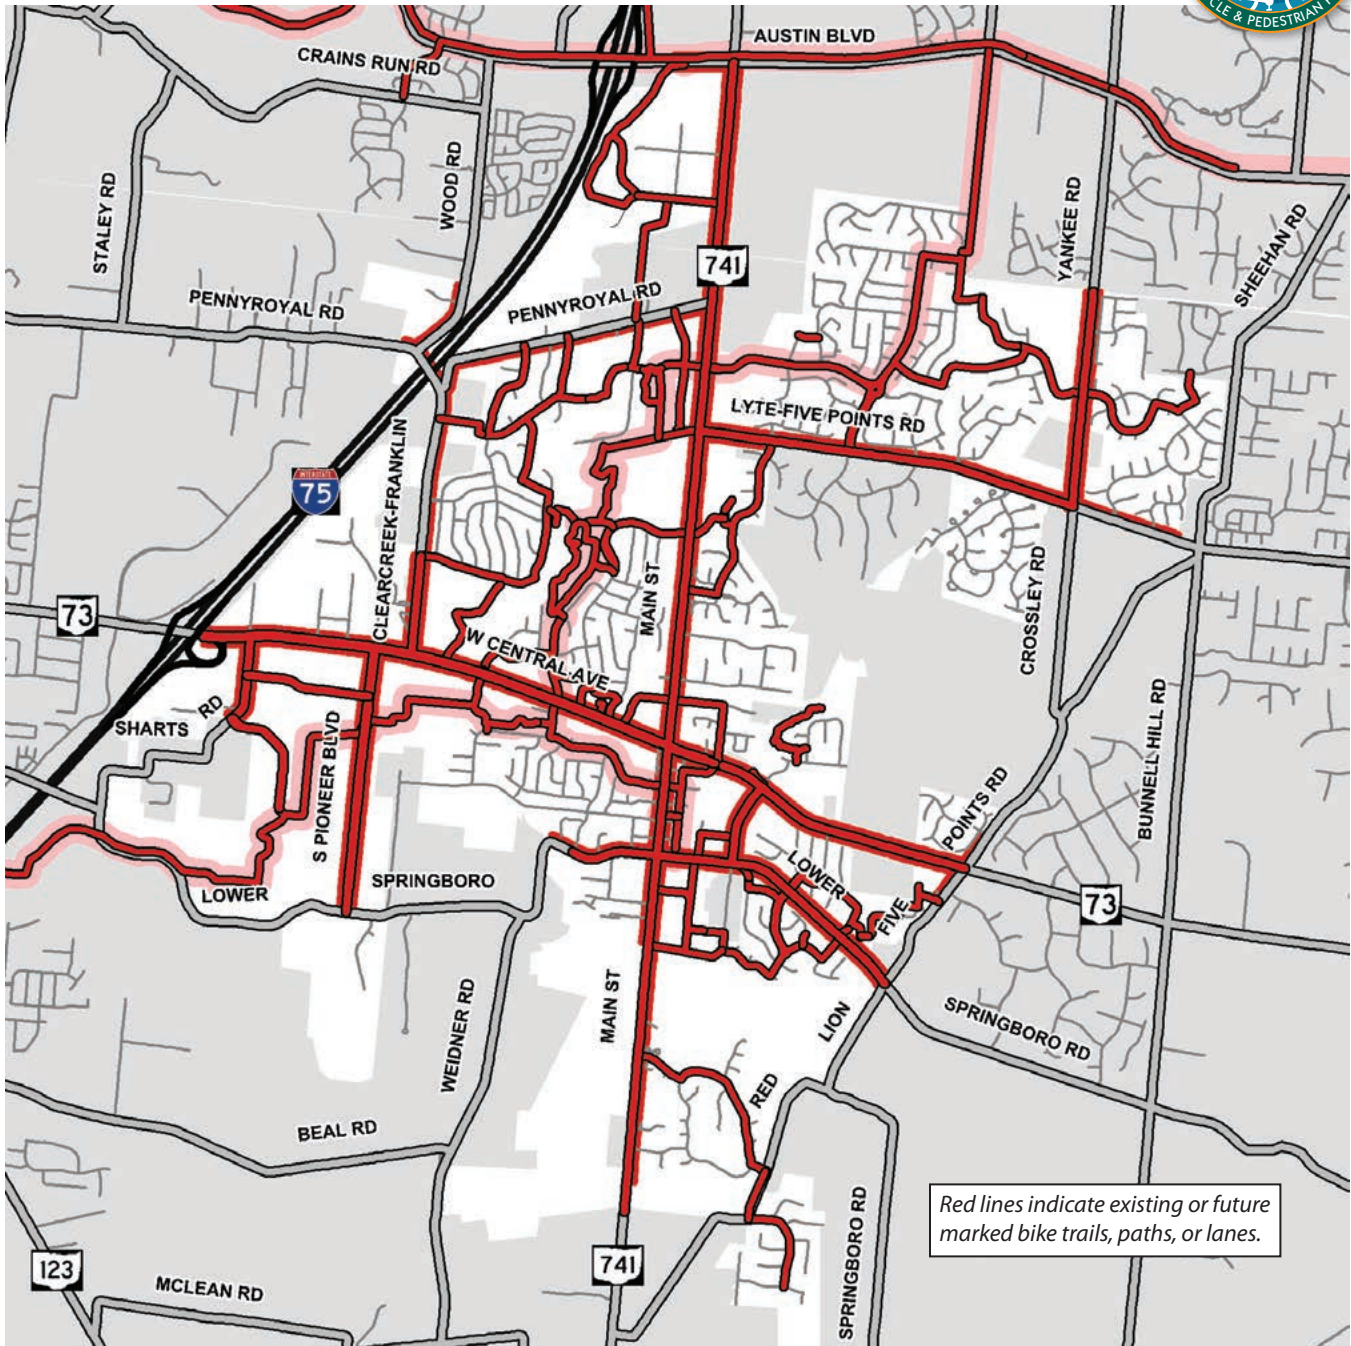 CLE & PEDESTRIAN
AUSTIN BLVD
CRAINS RUN RD
WOOD RD
STALEY RD
YANKEE RD
SHEEHAN RD
741
PENNYROYAL RD
PENNYROYAL RD
LYTE-FIVE POINTS RD
CLEARCREEK-FRANKLIN
INTERSTATE
75
MAIN ST
CROSSLEY RD
73
W CENTRAL AVE
SHARTS RD
S PIONEER BLVD
BUNNELL HILL RD
POINTS RD
LOWER
SPRINGBORO
LOWER
FIVE
73
MAIN ST
WEIDNER RD
LION
SPRINGBORO RD
RED
BEAL RD
SPRINGBORO RD
Red lines indicate existing or future
marked bike trails, paths, or lanes.
123
741
MCLEAN RD